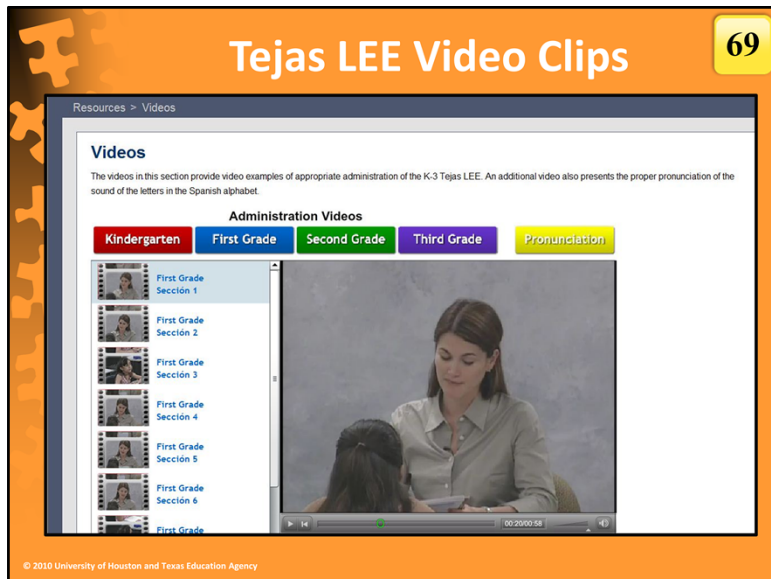 Tejas LEE Video Clips
69
Resources > Videos
Videos
The videos in this section provide video examples of appropriate administration of the K-3 Tejas LEE. An additional video also presents the proper pronunciation of the
sound of the letters in the Spanish alphabet.
Administration Videos
Kindergarten
First Grade
Second Grade
Third Grade
Pronunciation
First Grade
Sección 1
First Grade
Sección 2
First Grade
Sección 3
First Grade
Sección 4
First Grade
Sección 5
First Grade
Sección 6
First Grade
00:20/00:58
© 2010 University of Houston and Texas Education Agency